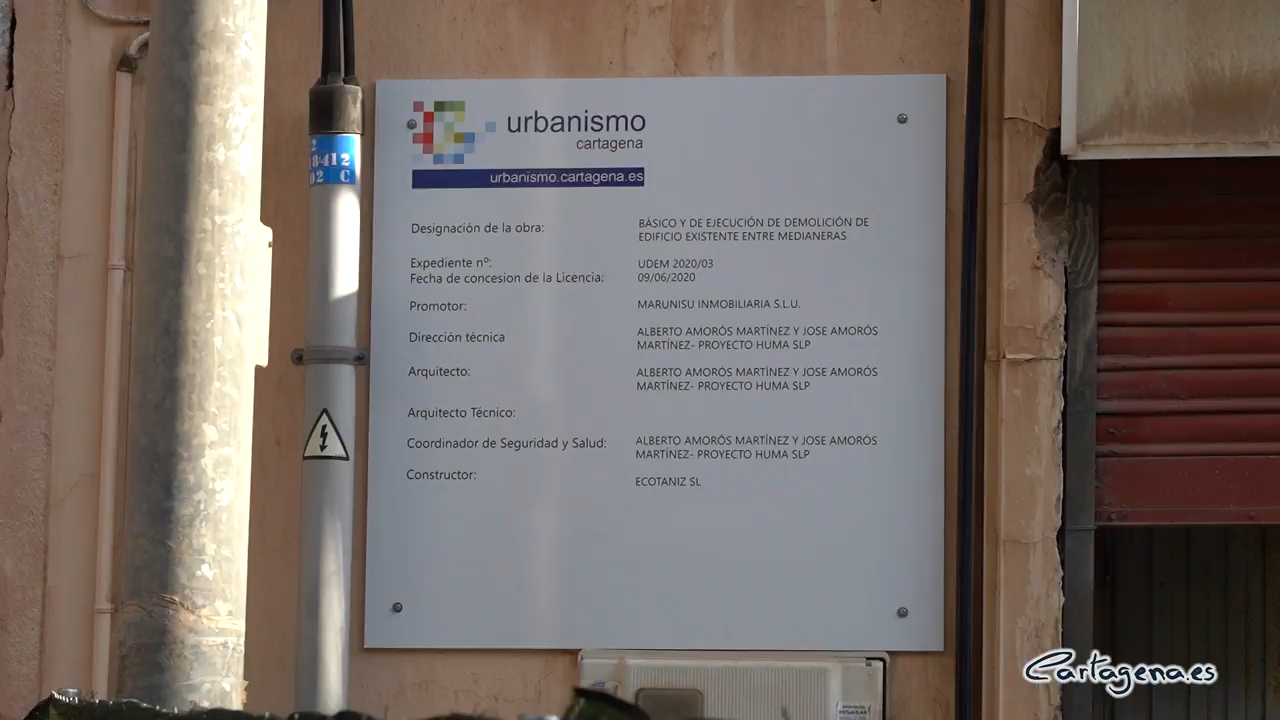 urbanismo
cartagena
urbanismo.cartagena.es
Designación de la obra: BÁSICO Y DE EJECUCIÓN DE DEMOLICIÓN DE
EDIFICIO EXISTENTE ENTRE MEDIANERAS
Expediente nº: UDEM 2020/03
Fecha de concesion de la Licencia: 09/06/2020
Promotor: MARUNISU INMOBILIARIA S.L.U.
Dirección técnica ALBERTO AMORÓS MARTÍNEZ Y JOSE AMORÓS
MARTÍNEZ- PROYECTO HUMA SLP
Arquitecto: ALBERTO AMORÓS MARTÍNEZ Y JOSE AMORÓS
MARTÍNEZ- PROYECTO HUMA SLP
Arquitecto Técnico:
Coordinador de Seguridad y Salud: ALBERTO AMORÓS MARTÍNEZ Y JOSE AMORÓS
MARTÍNEZ- PROYECTO HUMA SLP
Constructor: ECOTANIZ SL
Cartagena.es